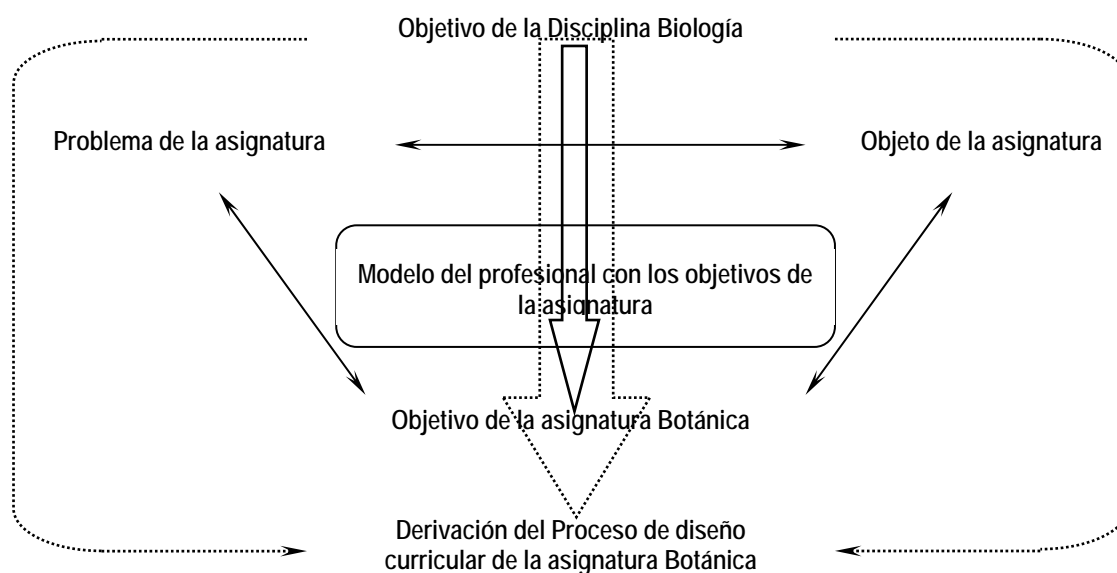 Objetivo de la Disciplina Biología
Problema de la asignatura
Objeto de la asignatura
Modelo del profesional con los objetivos de
la asignatura
Objetivo de la asignatura Botánica
Derivación del Proceso de diseño
curricular de la asignatura Botánica